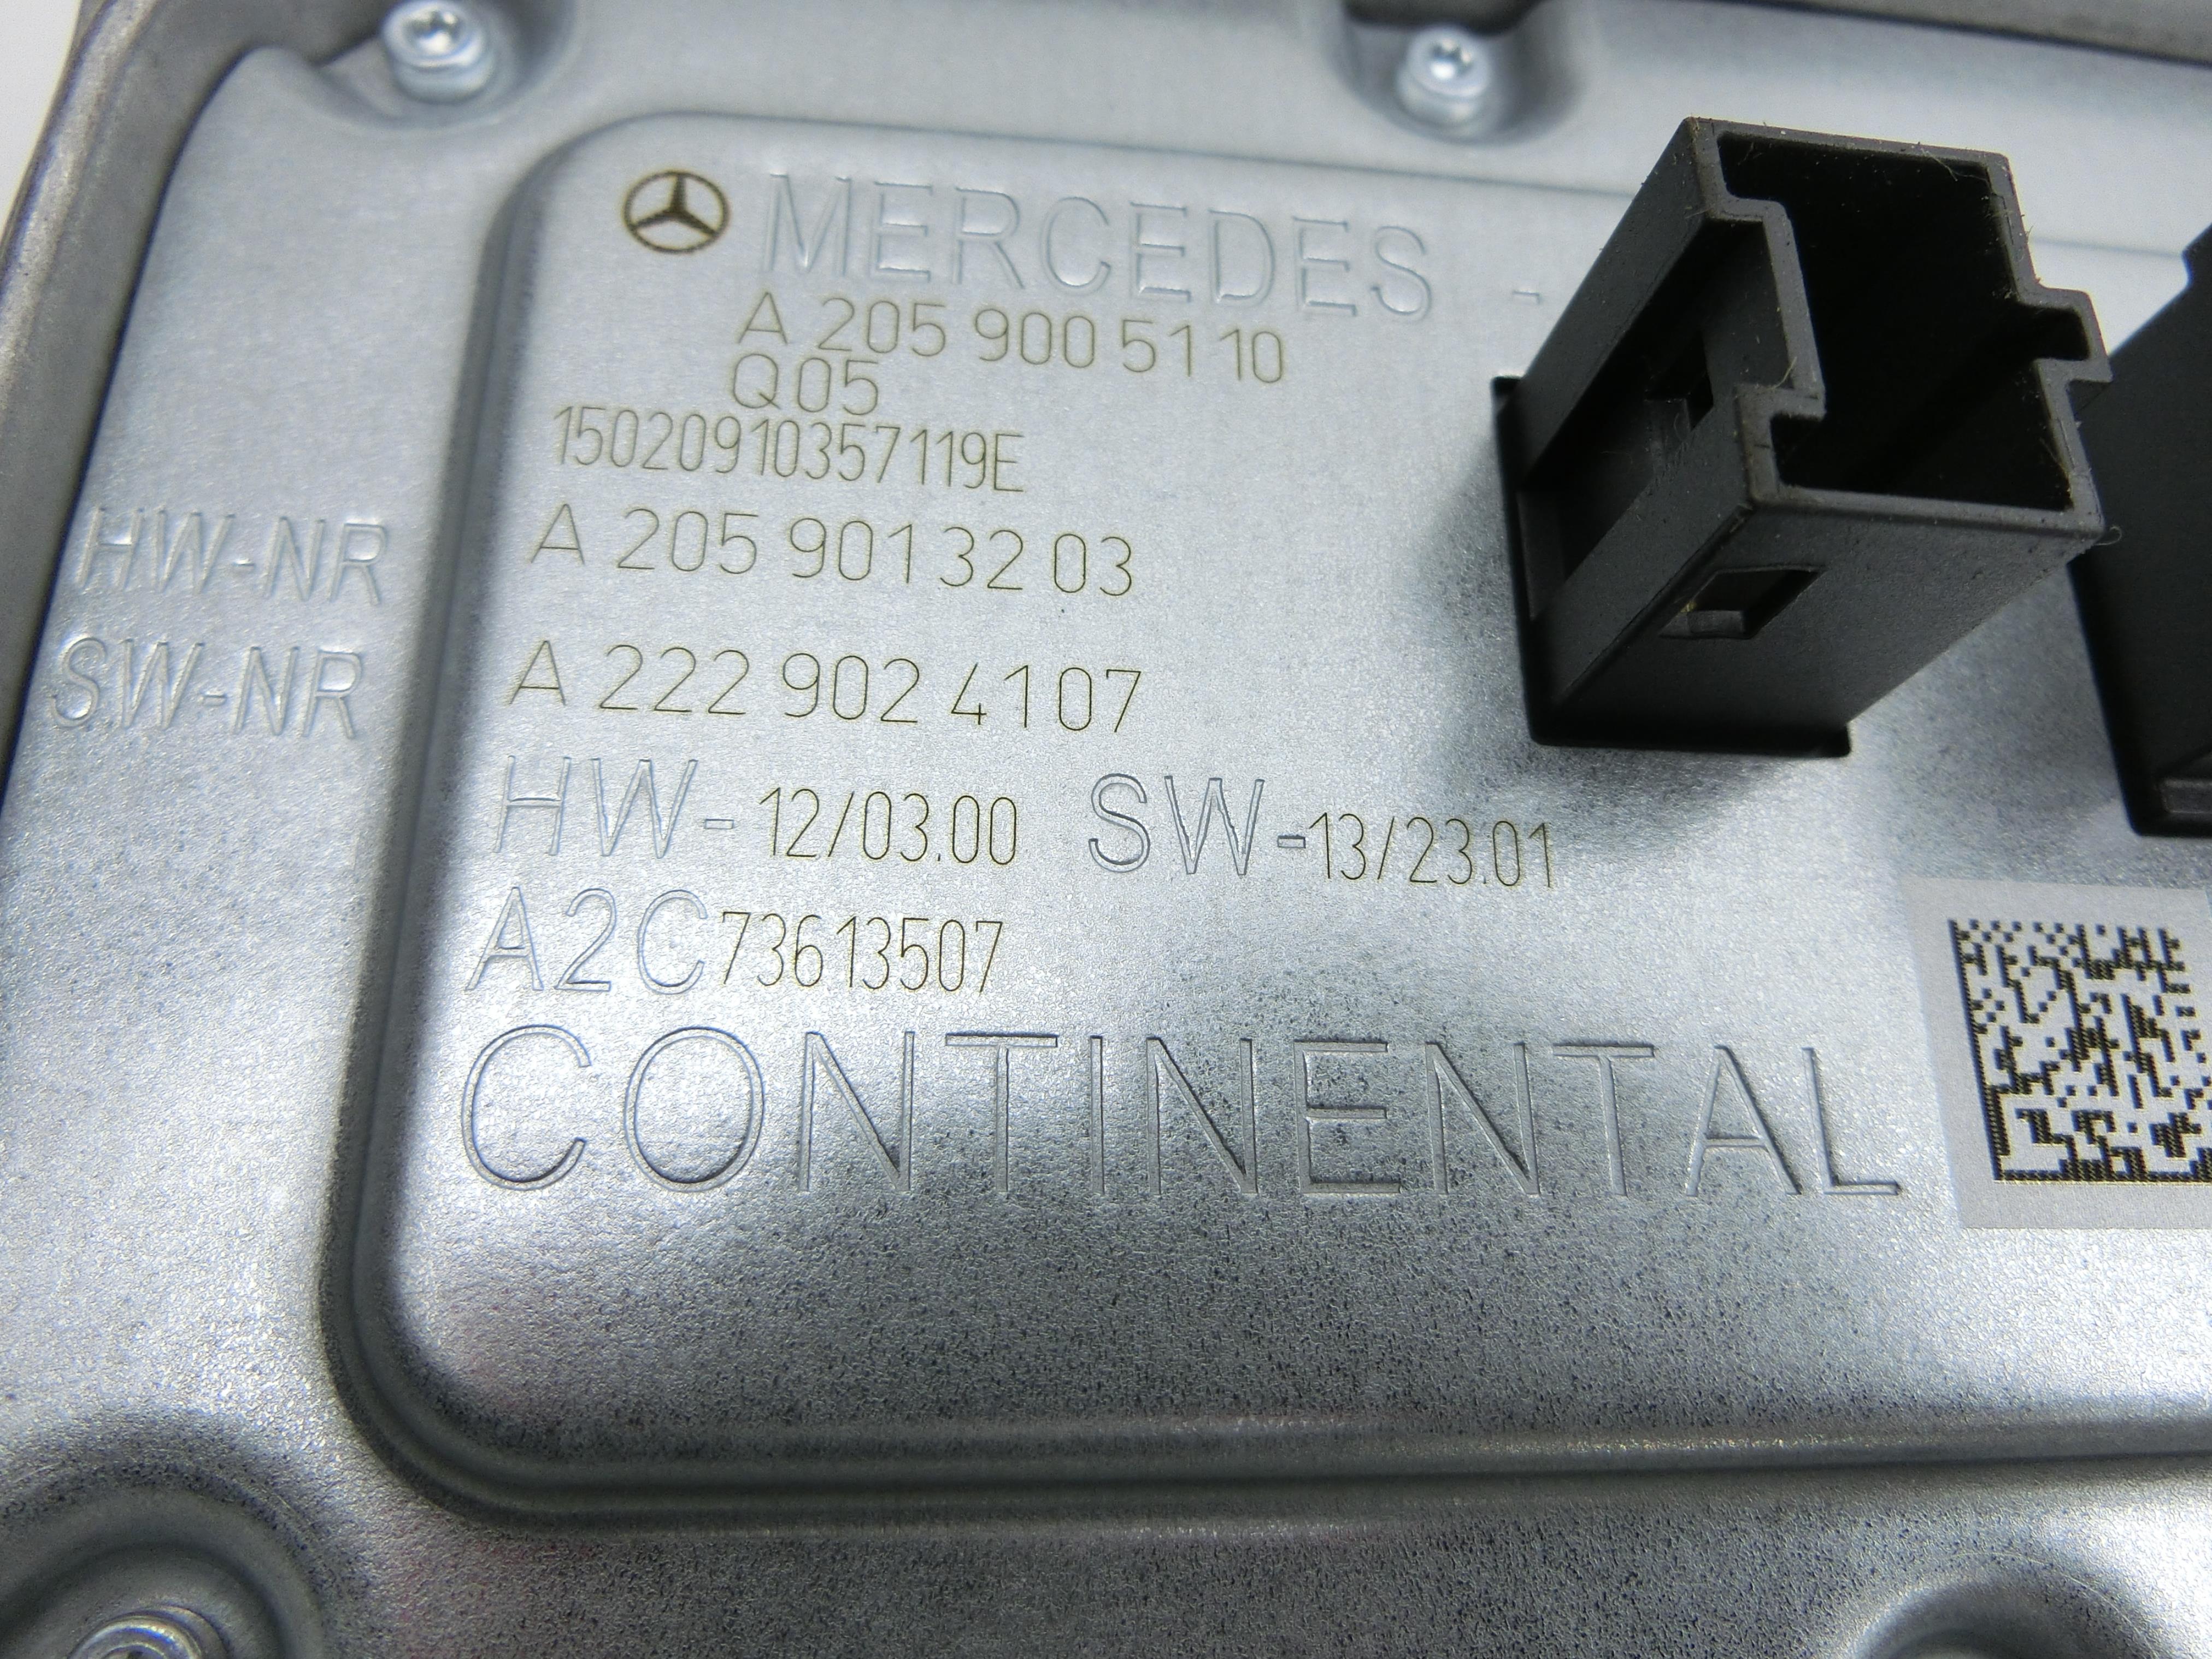 MERCEDES -
A 205 900 51 10
Q05
15020910357119E
HW-NR A 205 901 32 03
SW-NR A 222 902 41 07
HW- 12/03.00 SW-13/23.01
A2C73613507
CONTINENTAL